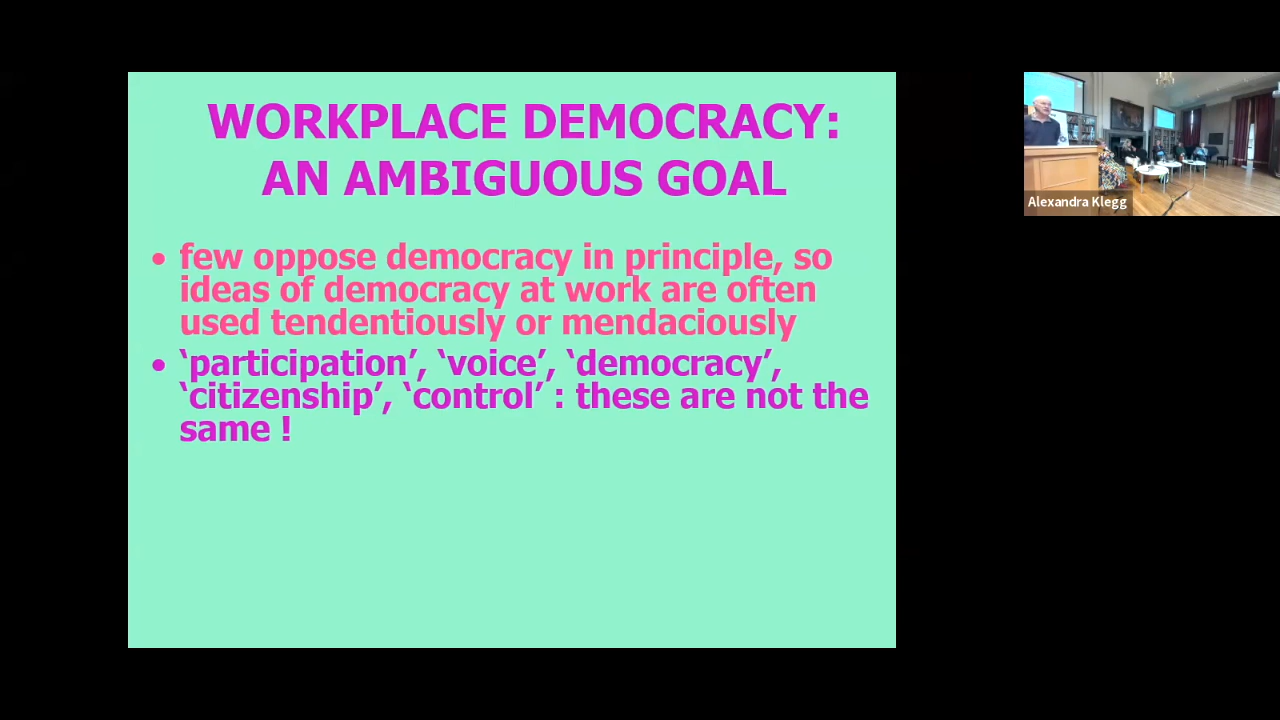 WORKPLACE DEMOCRACY:
AN AMBIGUOUS GOAL
• few oppose democracy in principle, so
ideas of democracy at work are often
used tendentiously or mendaciously
• ‘participation’, ‘voice’, ‘democracy’,
‘citizenship’, ‘control’ : these are not the
same !
Alexandra Klegg